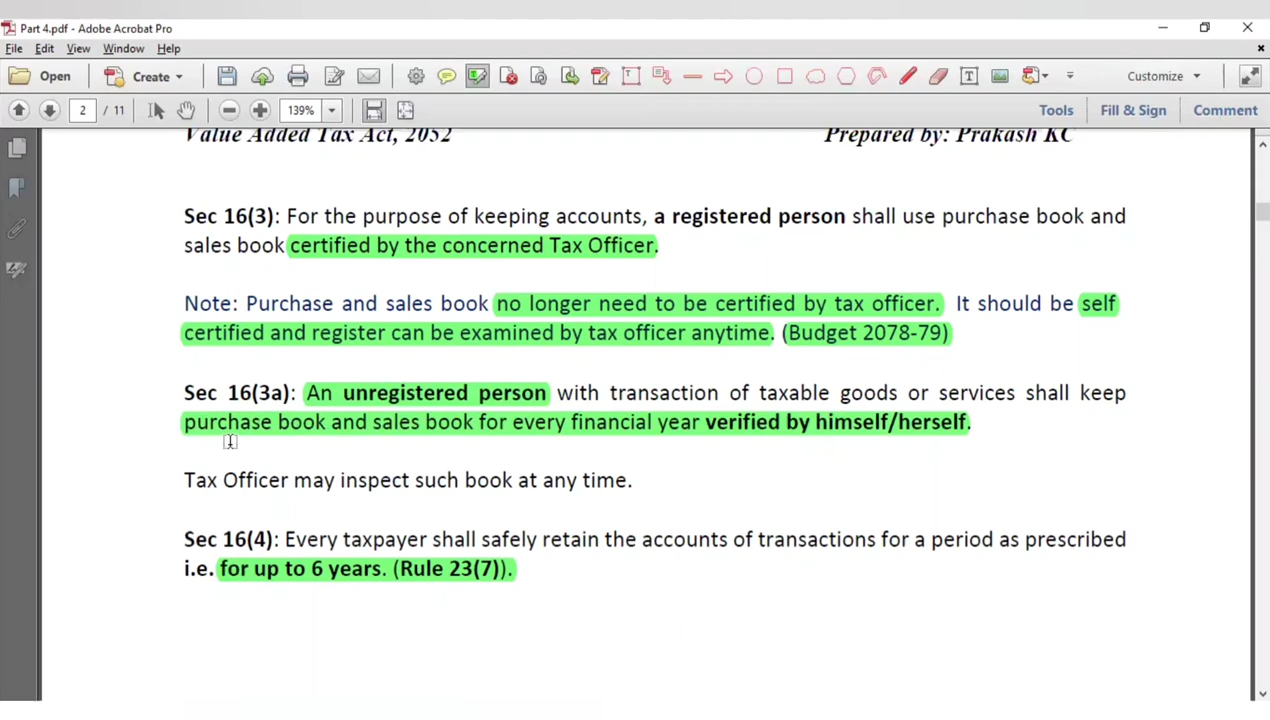 Part 4.pdf - Adobe Acrobat Pro
File Edit View Window Help
Open Create Customize
2 / 11 139% Tools Fill & Sign Comment
Value Added Tax Act, 2052 Prepared by: Prakash KC
Sec 16(3): For the purpose of keeping accounts, a registered person shall use purchase book and
sales book certified by the concerned Tax Officer.
Note: Purchase and sales book no longer need to be certified by tax officer. It should be self
certified and register can be examined by tax officer anytime. (Budget 2078-79)
Sec 16(3a): An unregistered person with transaction of taxable goods or services shall keep
purchase book and sales book for every financial year verified by himself/herself.
Tax Officer may inspect such book at any time.
Sec 16(4): Every taxpayer shall safely retain the accounts of transactions for a period as prescribed
i.e. for up to 6 years. (Rule 23(7)).